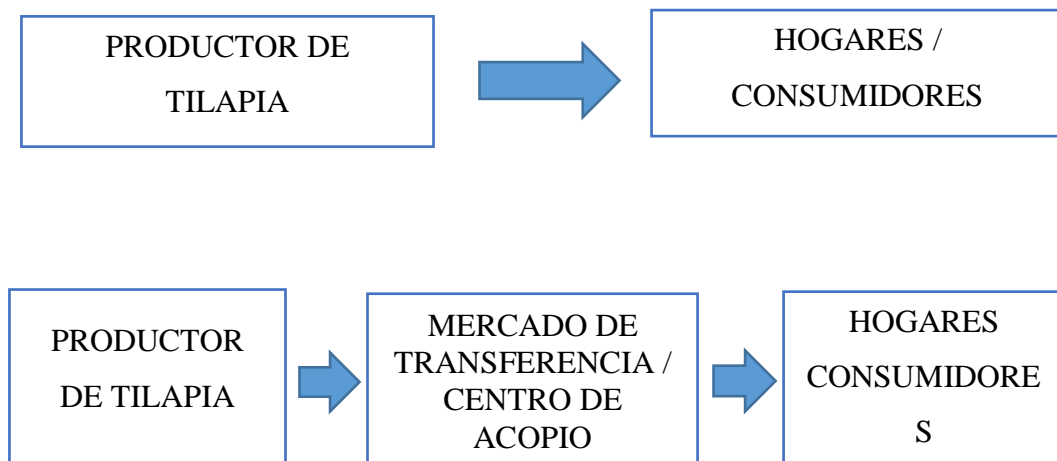 PRODUCTOR DE
TILAPIA
HOGARES /
CONSUMIDORES
PRODUCTOR
DE TILAPIA
MERCADO DE
TRANSFERENCIA /
CENTRO DE
ACOPIO
HOGARES
CONSUMIDORE
S